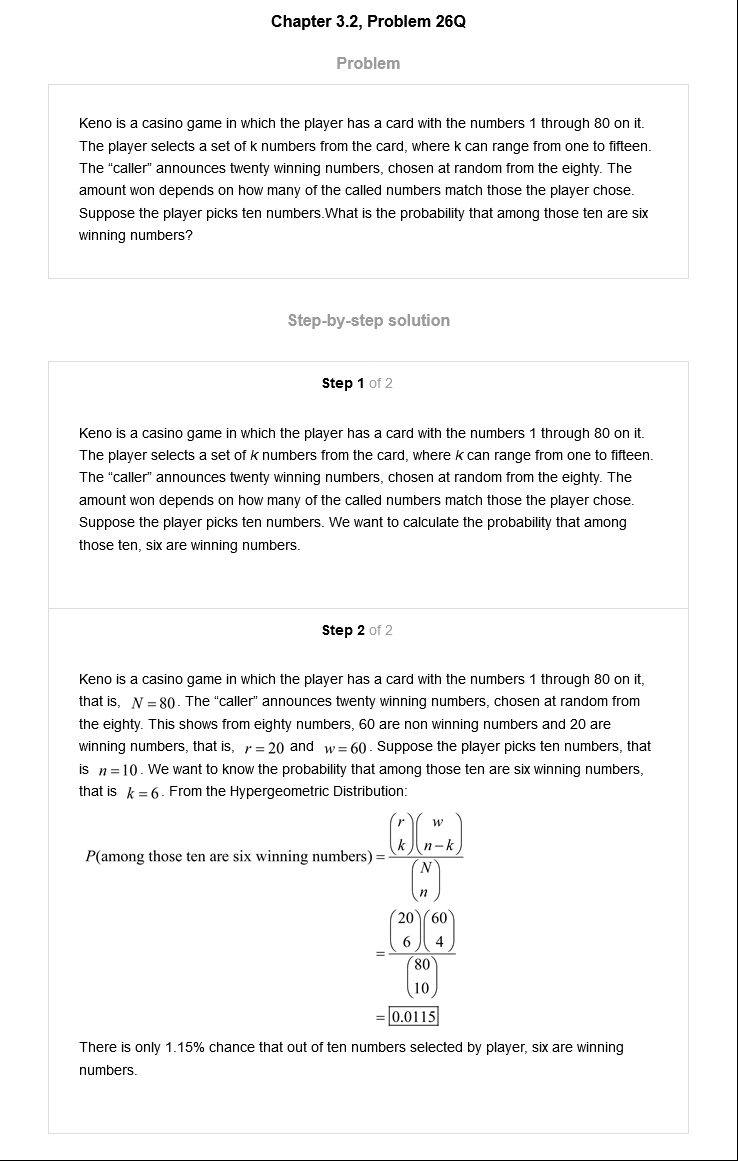 Chapter 3.2, Problem 26Q
Problem
Keno is a casino game in which the player has a card with the numbers 1 through 80 on it.
The player selects a set of k numbers from the card, where k can range from one to fifteen.
The “caller” announces twenty winning numbers, chosen at random from the eighty. The
amount won depends on how many of the called numbers match those the player chose.
Suppose the player picks ten numbers.What is the probability that among those ten are six
winning numbers?
Step-by-step solution
Step 1 of 2
Keno is a casino game in which the player has a card with the numbers 1 through 80 on it.
The player selects a set of k numbers from the card, where k can range from one to fifteen.
The “caller” announces twenty winning numbers, chosen at random from the eighty. The
amount won depends on how many of the called numbers match those the player chose.
Suppose the player picks ten numbers. We want to calculate the probability that among
those ten, six are winning numbers.
Step 2 of 2
Keno is a casino game in which the player has a card with the numbers 1 through 80 on it,
that is, N = 80. The “caller” announces twenty winning numbers, chosen at random from
the eighty. This shows from eighty numbers, 60 are non winning numbers and 20 are
winning numbers, that is, r = 20 and w = 60. Suppose the player picks ten numbers, that
is n = 10. We want to know the probability that among those ten are six winning numbers,
that is k = 6. From the Hypergeometric Distribution:
(r w
P(among those ten are six winning numbers) = (k)(n−k)
(N
n)
(20 60
= 6)(4)
(80
10)
= 0.0115
There is only 1.15% chance that out of ten numbers selected by player, six are winning
numbers.